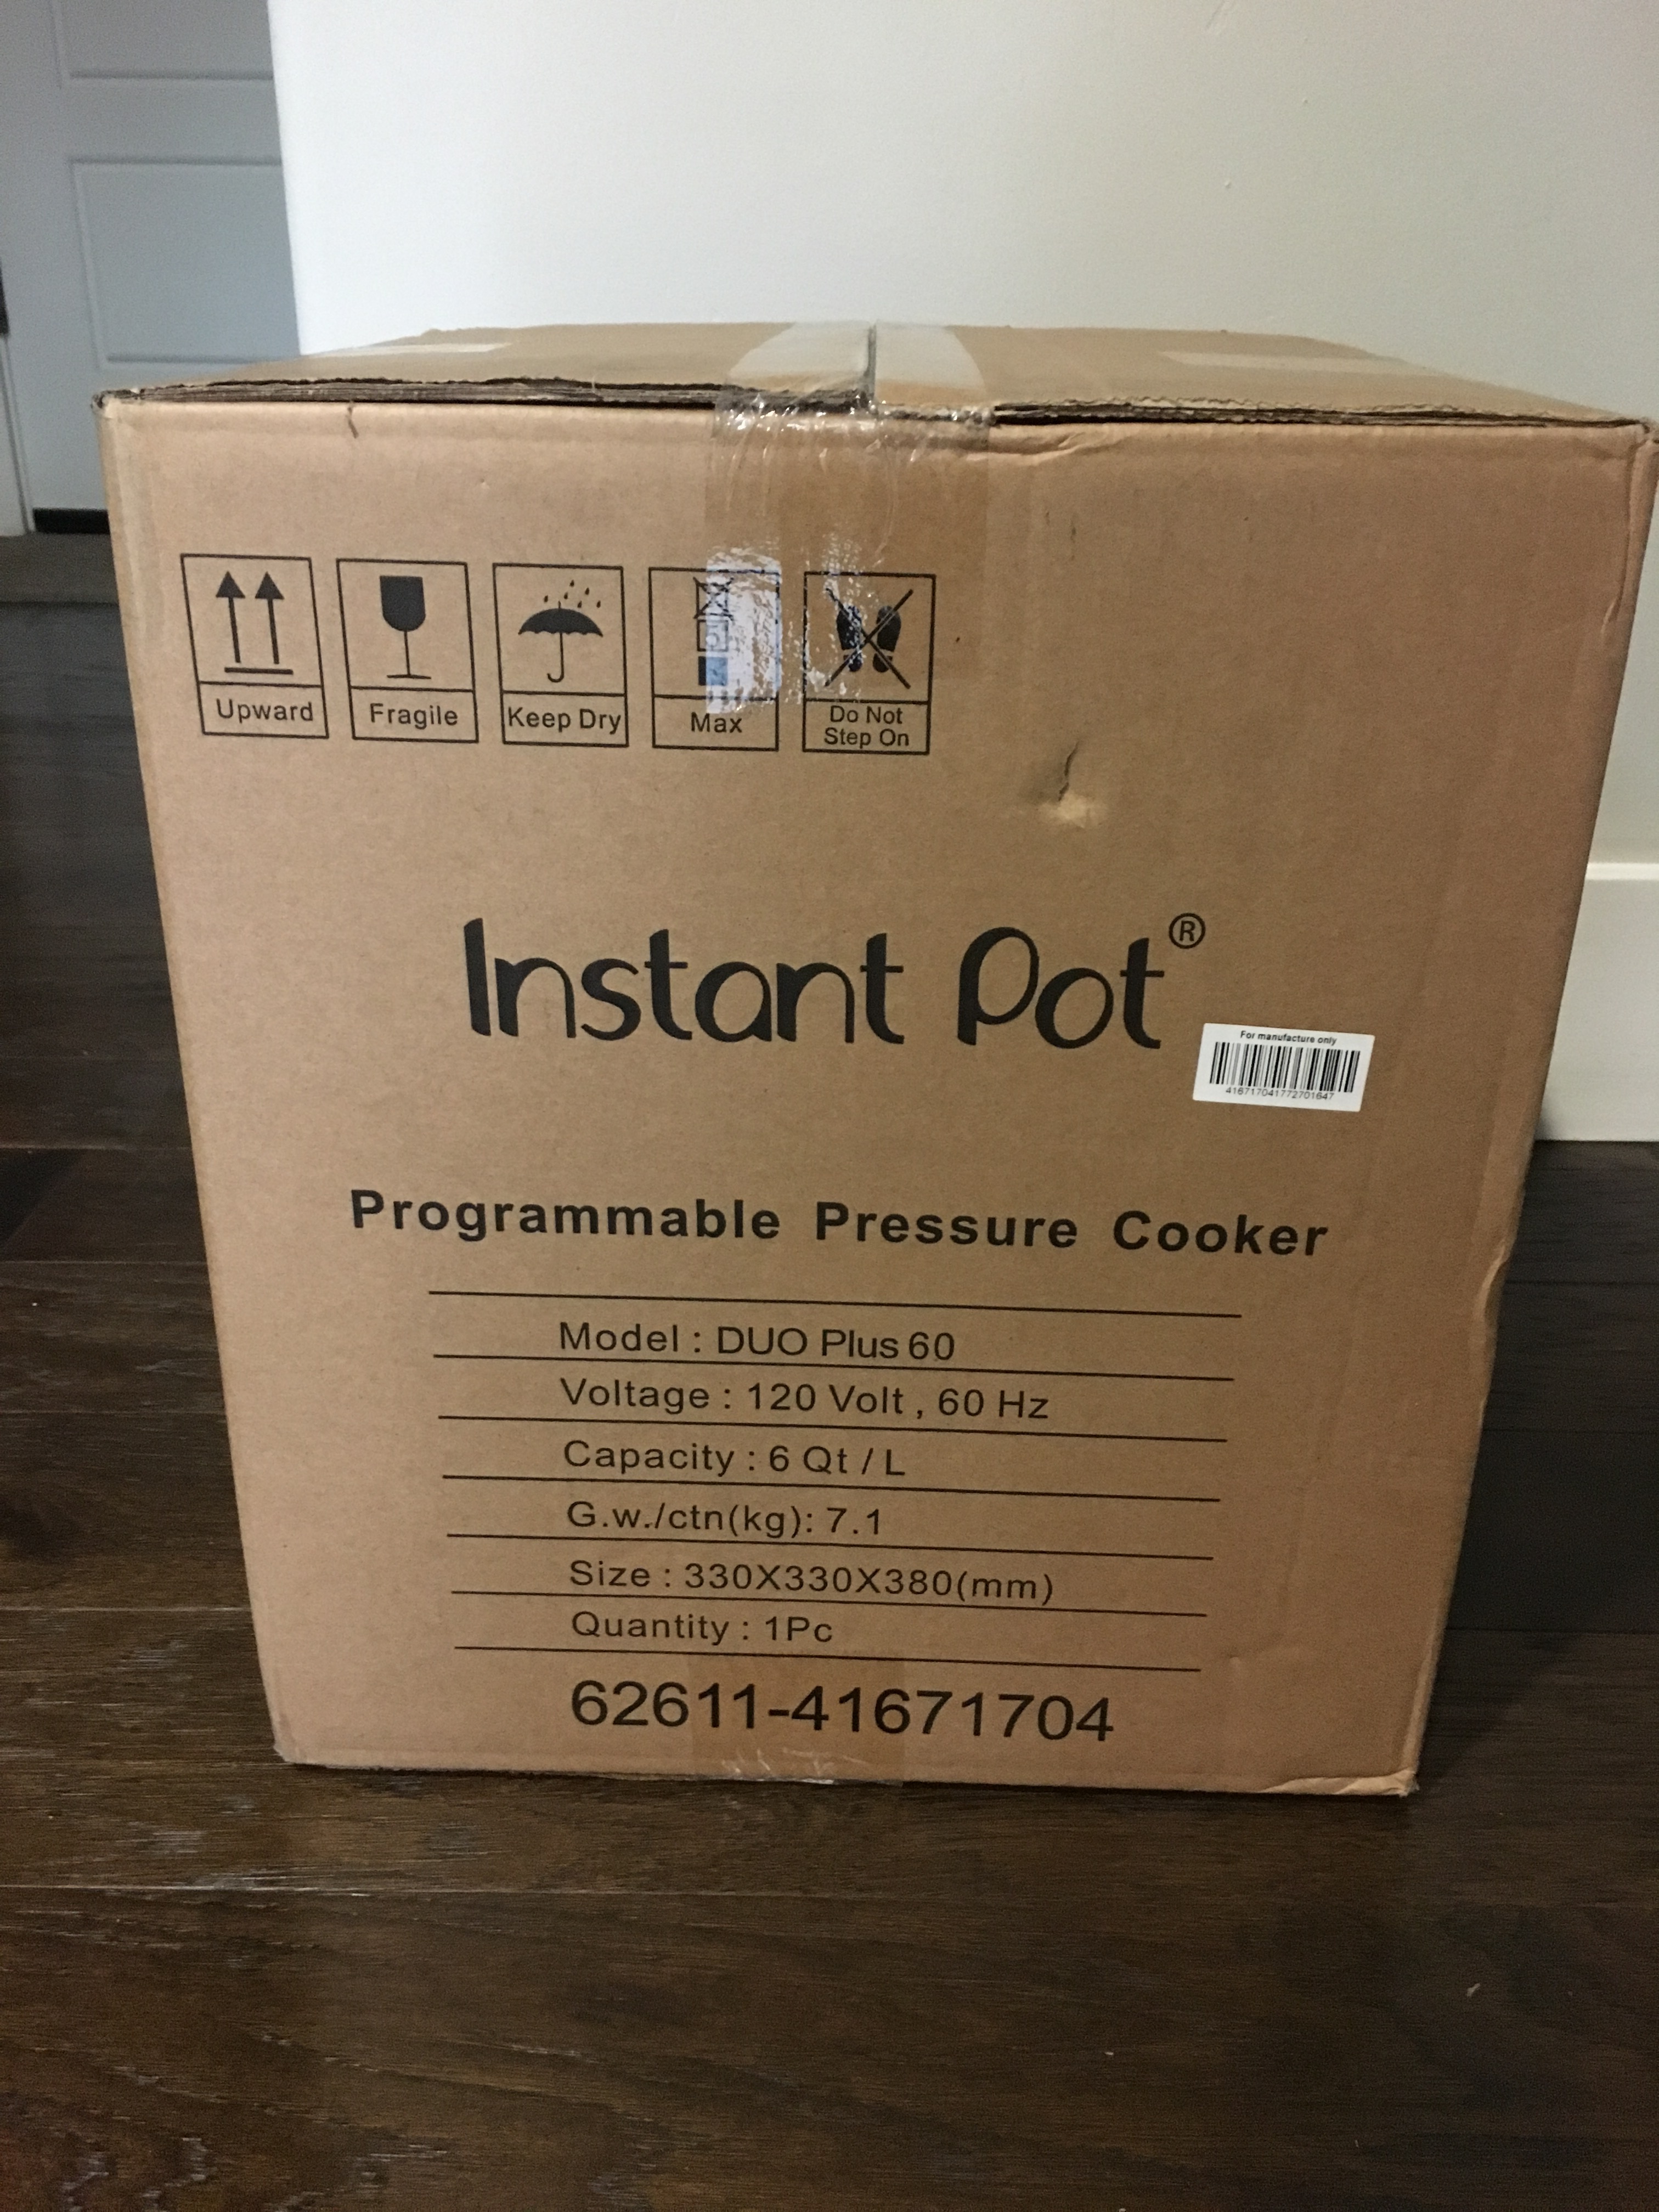 Upward
Fragile
Keep Dry
Max
Do Not
Step On
Instant Pot®
For manufacture only
416717041772701647
Programmable Pressure Cooker
Model : DUO Plus 60
Voltage : 120 Volt , 60 Hz
Capacity : 6 Qt / L
G.w./ctn(kg): 7.1
Size : 330X330X380(mm)
Quantity : 1Pc
62611-41671704